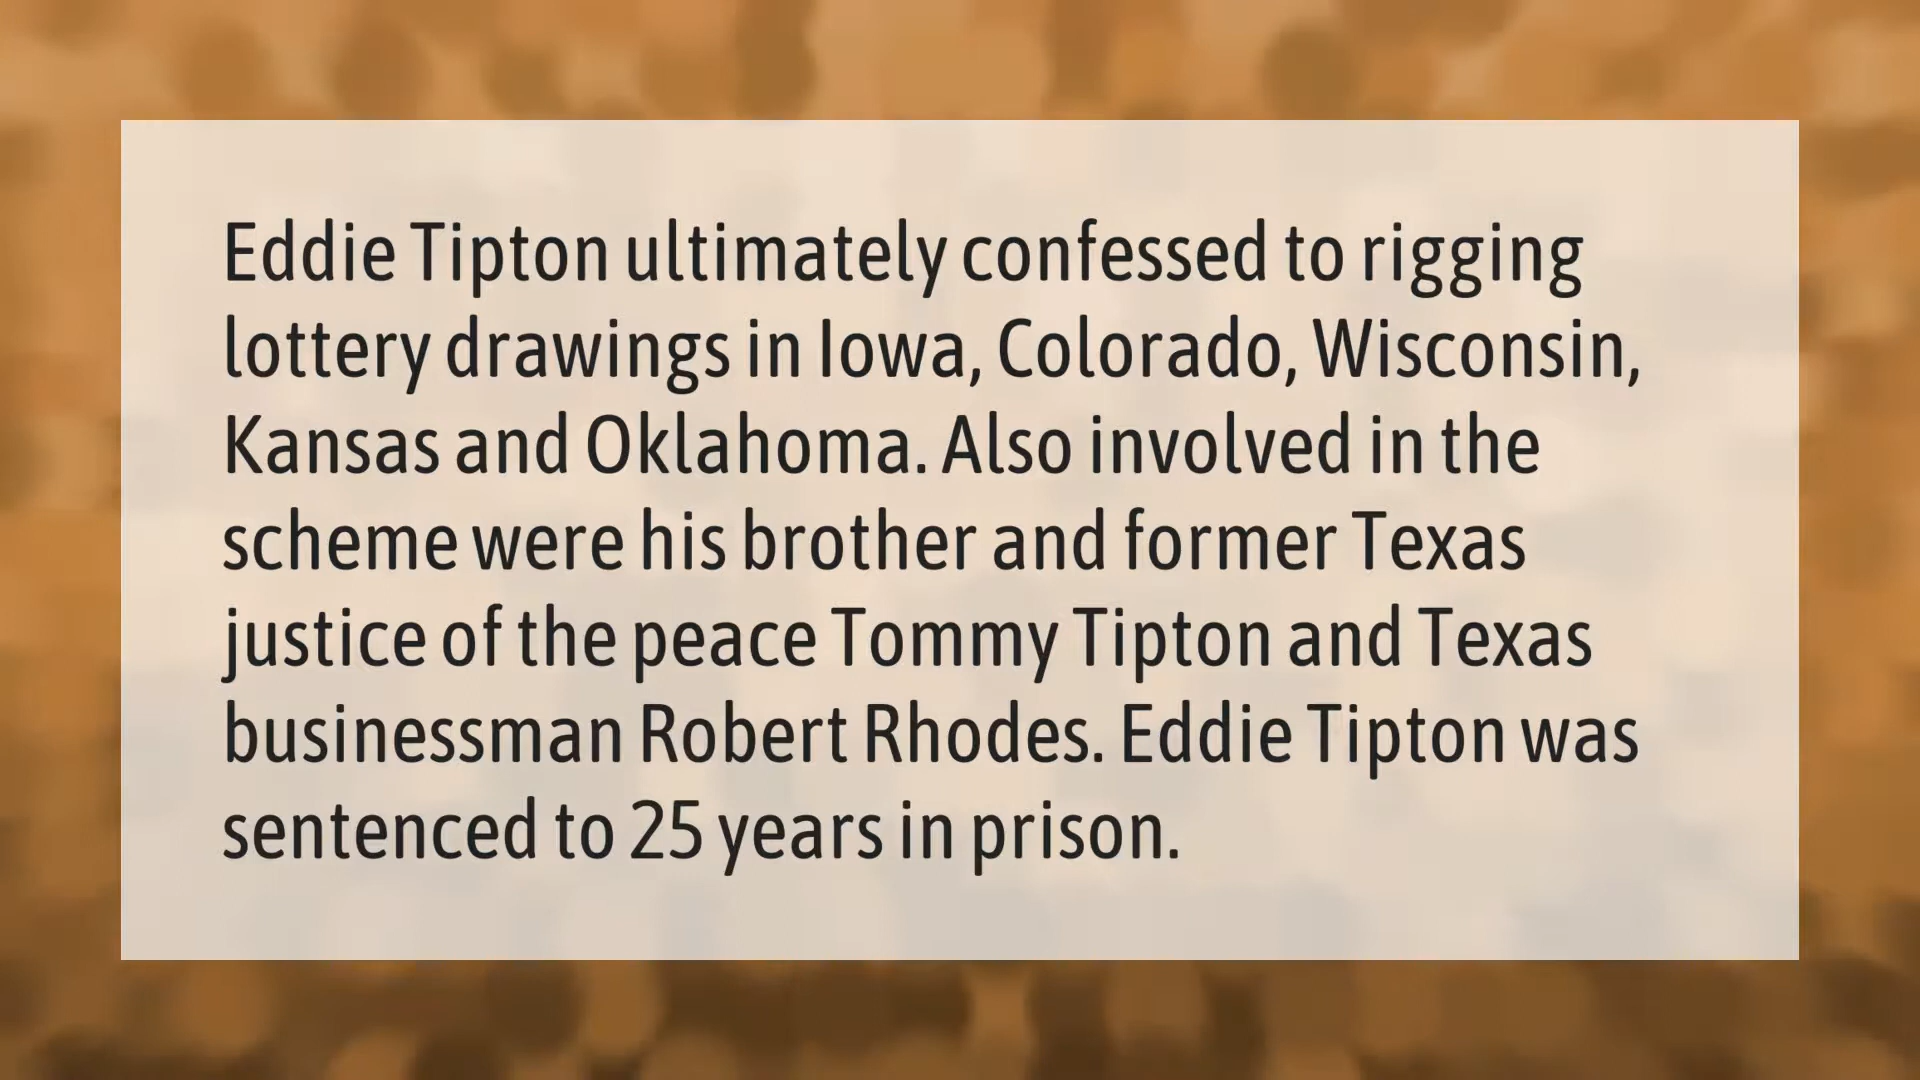 Eddie Tipton ultimately confessed to rigging
lottery drawings in Iowa, Colorado, Wisconsin,
Kansas and Oklahoma. Also involved in the
scheme were his brother and former Texas
justice of the peace Tommy Tipton and Texas
businessman Robert Rhodes. Eddie Tipton was
sentenced to 25 years in prison.